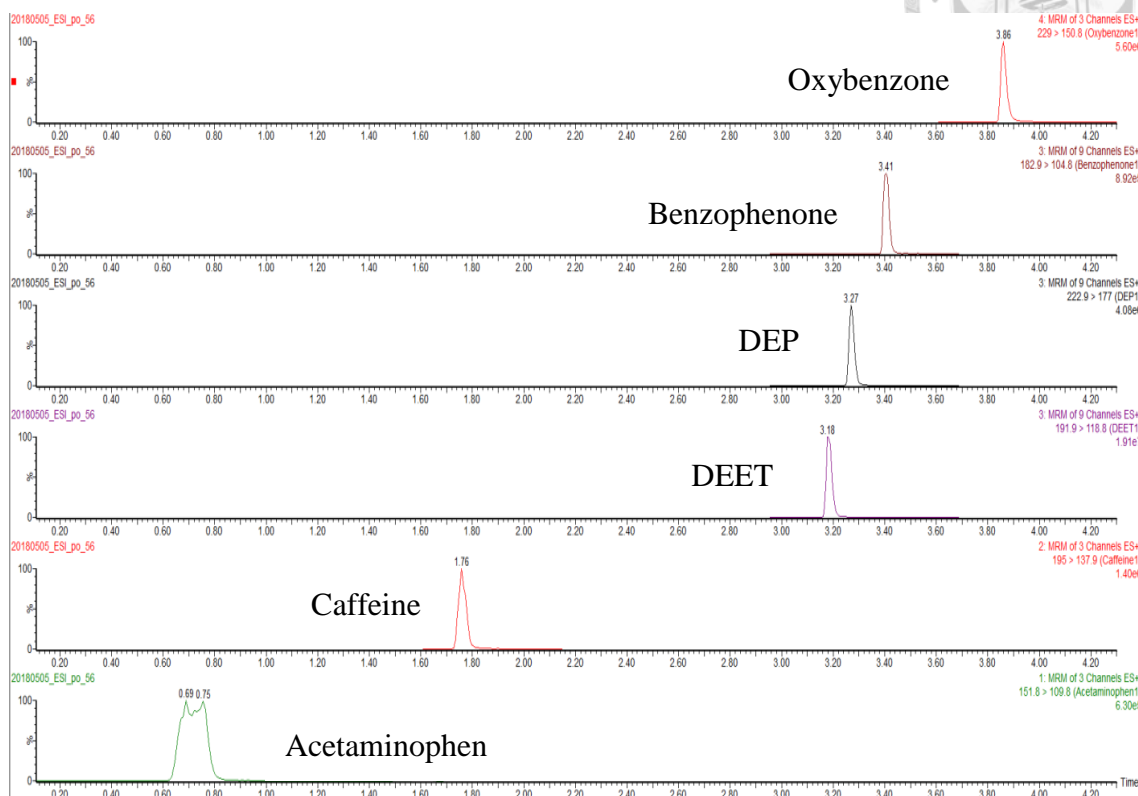 20180505_ESI_po_56
4: MRM of 3 Channels ES+
229 > 150.8 (Oxybenzone1
5.60e
100
3.86
Oxybenzone
%
0
0.20 0.40 0.60 0.80 1.00 1.20 1.40 1.60 1.80 2.00 2.20 2.40 2.60 2.80 3.00 3.20 3.40 3.60 3.80 4.00 4.20
20180505_ESI_po_56
3: MRM of 9 Channels ES+
182.9 > 104.8 (Benzophenone1
8.92e
100
3.41
Benzophenone
%
0
0.20 0.40 0.60 0.80 1.00 1.20 1.40 1.60 1.80 2.00 2.20 2.40 2.60 2.80 3.00 3.20 3.40 3.60 3.80 4.00 4.20
20180505_ESI_po_56
3: MRM of 9 Channels ES+
222.9 > 177 (DEP1
4.08e
100
3.27
DEP
%
0
0.20 0.40 0.60 0.80 1.00 1.20 1.40 1.60 1.80 2.00 2.20 2.40 2.60 2.80 3.00 3.20 3.40 3.60 3.80 4.00 4.20
20180505_ESI_po_56
3: MRM of 9 Channels ES+
191.9 > 118.8 (DEET1
1.91e
100
3.18
DEET
%
0
0.20 0.40 0.60 0.80 1.00 1.20 1.40 1.60 1.80 2.00 2.20 2.40 2.60 2.80 3.00 3.20 3.40 3.60 3.80 4.00 4.20
20180505_ESI_po_56
2: MRM of 3 Channels ES+
195 > 137.9 (Caffeine1
1.40e
100
1.76
Caffeine
%
0
0.20 0.40 0.60 0.80 1.00 1.20 1.40 1.60 1.80 2.00 2.20 2.40 2.60 2.80 3.00 3.20 3.40 3.60 3.80 4.00 4.20
20180505_ESI_po_56
1: MRM of 3 Channels ES+
151.8 > 109.8 (Acetaminophen1
6.30e
100
0.69 0.75
Acetaminophen
%
0
Time
0.20 0.40 0.60 0.80 1.00 1.20 1.40 1.60 1.80 2.00 2.20 2.40 2.60 2.80 3.00 3.20 3.40 3.60 3.80 4.00 4.20